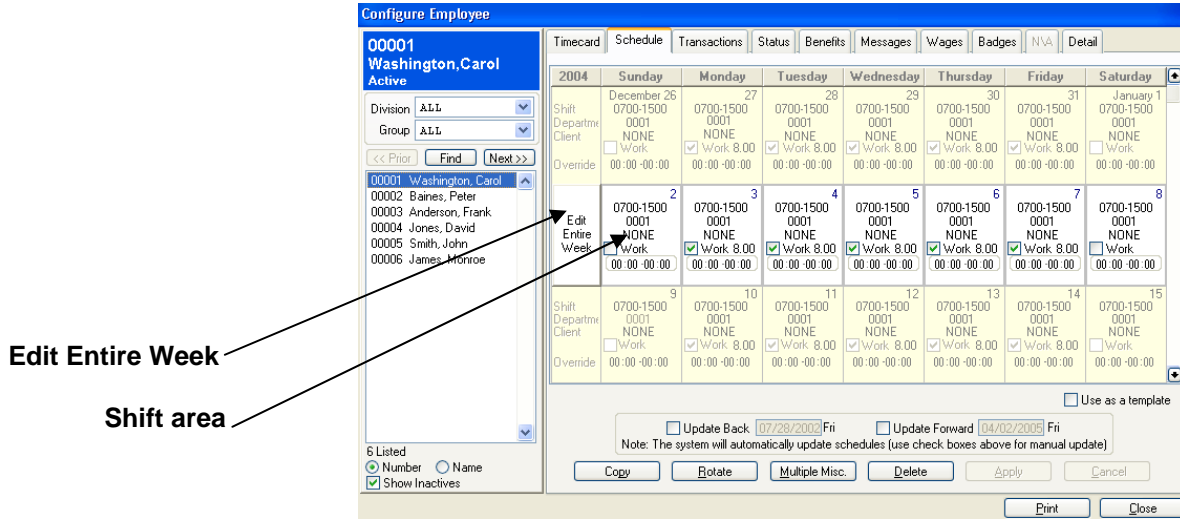 Configure Employee
00001
Washington,Carol
Active
Division ALL
Group ALL
<< Prior Find Next >>
00001 Washington, Carol
00002 Baines, Peter
00003 Anderson, Frank
00004 Jones, David
00005 Smith, John
00006 James, Monroe
6 Listed
Number Name
Show Inactives
Timecard Schedule Transactions Status Benefits Messages Wages Badges N\A Detail
2004 Sunday Monday Tuesday Wednesday Thursday Friday Saturday
December 26 27 28 29 30 31 January 1
Shift 0700-1500 0700-1500 0700-1500 0700-1500 0700-1500 0700-1500 0700-1500
Departme 0001 0001 0001 0001 0001 0001 0001
Client NONE NONE NONE NONE NONE NONE NONE
Work Work 8.00 Work 8.00 Work 8.00 Work 8.00 Work 8.00 Work
Override 00:00-00:00 00:00-00:00 00:00-00:00 00:00-00:00 00:00-00:00 00:00-00:00 00:00-00:00
2 3 4 5 6 7 8
0700-1500 0700-1500 0700-1500 0700-1500 0700-1500 0700-1500 0700-1500
Edit 0001 0001 0001 0001 0001 0001 0001
Entire NONE NONE NONE NONE NONE NONE NONE
Week Work Work 8.00 Work 8.00 Work 8.00 Work 8.00 Work 8.00 Work
00:00-00:00 00:00-00:00 00:00-00:00 00:00-00:00 00:00-00:00 00:00-00:00 00:00-00:00
9 10 11 12 13 14 15
Shift 0700-1500 0700-1500 0700-1500 0700-1500 0700-1500 0700-1500 0700-1500
Departme 0001 0001 0001 0001 0001 0001 0001
Client NONE NONE NONE NONE NONE NONE NONE
Work Work 8.00 Work 8.00 Work 8.00 Work 8.00 Work 8.00 Work
Override 00:00-00:00 00:00-00:00 00:00-00:00 00:00-00:00 00:00-00:00 00:00-00:00 00:00-00:00
Use as a template
Update Back 07/28/2002 Fri Update Forward 04/02/2005 Fri
Note: The system will automatically update schedules (use check boxes above for manual update)
Copy Rotate Multiple Misc. Delete Apply Cancel
Print Close
Edit Entire Week
Shift area